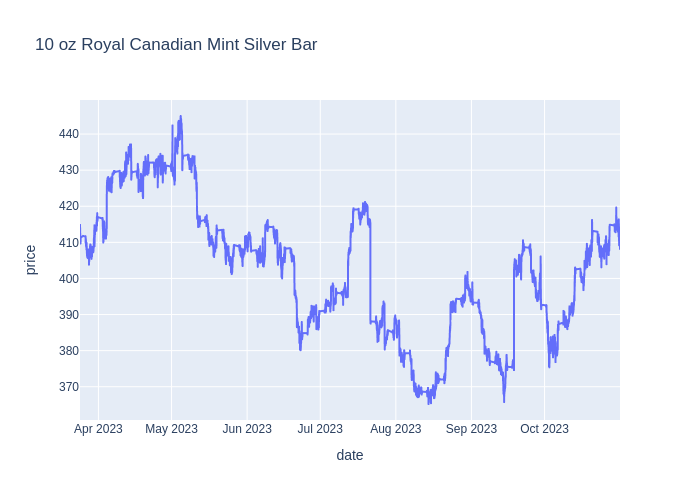 10 oz Royal Canadian Mint Silver Bar
440
430
420
410
400
390
380
370
price
Apr 2023 May 2023 Jun 2023 Jul 2023 Aug 2023 Sep 2023 Oct 2023
date